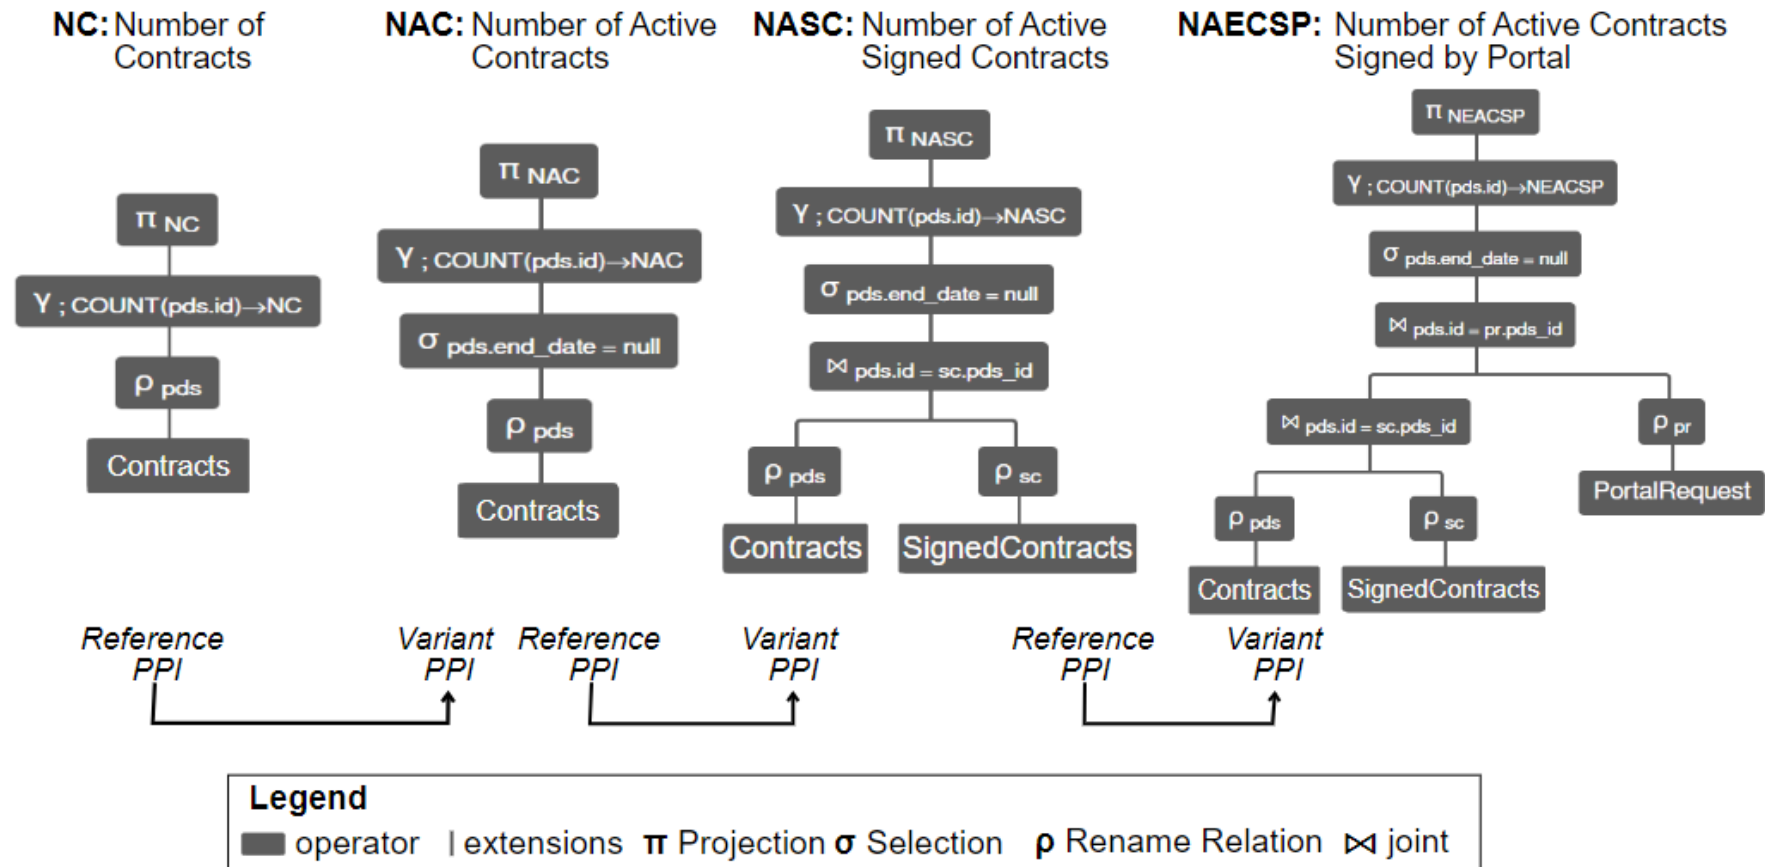 NC: Number of
Contracts
NAC: Number of Active
Contracts
NASC: Number of Active
Signed Contracts
NAECSP: Number of Active Contracts
Signed by Portal
π NC
γ ; COUNT(pds.id)→NC
ρ pds
Contracts
π NAC
γ ; COUNT(pds.id)→NAC
σ pds.end_date = null
ρ pds
Contracts
π NASC
γ ; COUNT(pds.id)→NASC
σ pds.end_date = null
⋈ pds.id = sc.pds_id
ρ pds
ρ sc
Contracts
SignedContracts
π NEACSP
γ ; COUNT(pds.id)→NEACSP
σ pds.end_date = null
⋈ pds.id = pr.pds_id
⋈ pds.id = sc.pds_id
ρ pr
PortalRequest
ρ pds
ρ sc
Contracts
SignedContracts
Reference
PPI
Variant
PPI
Reference
PPI
Variant
PPI
Reference
PPI
Variant
PPI
Legend
operator | extensions π Projection σ Selection ρ Rename Relation ⋈ joint